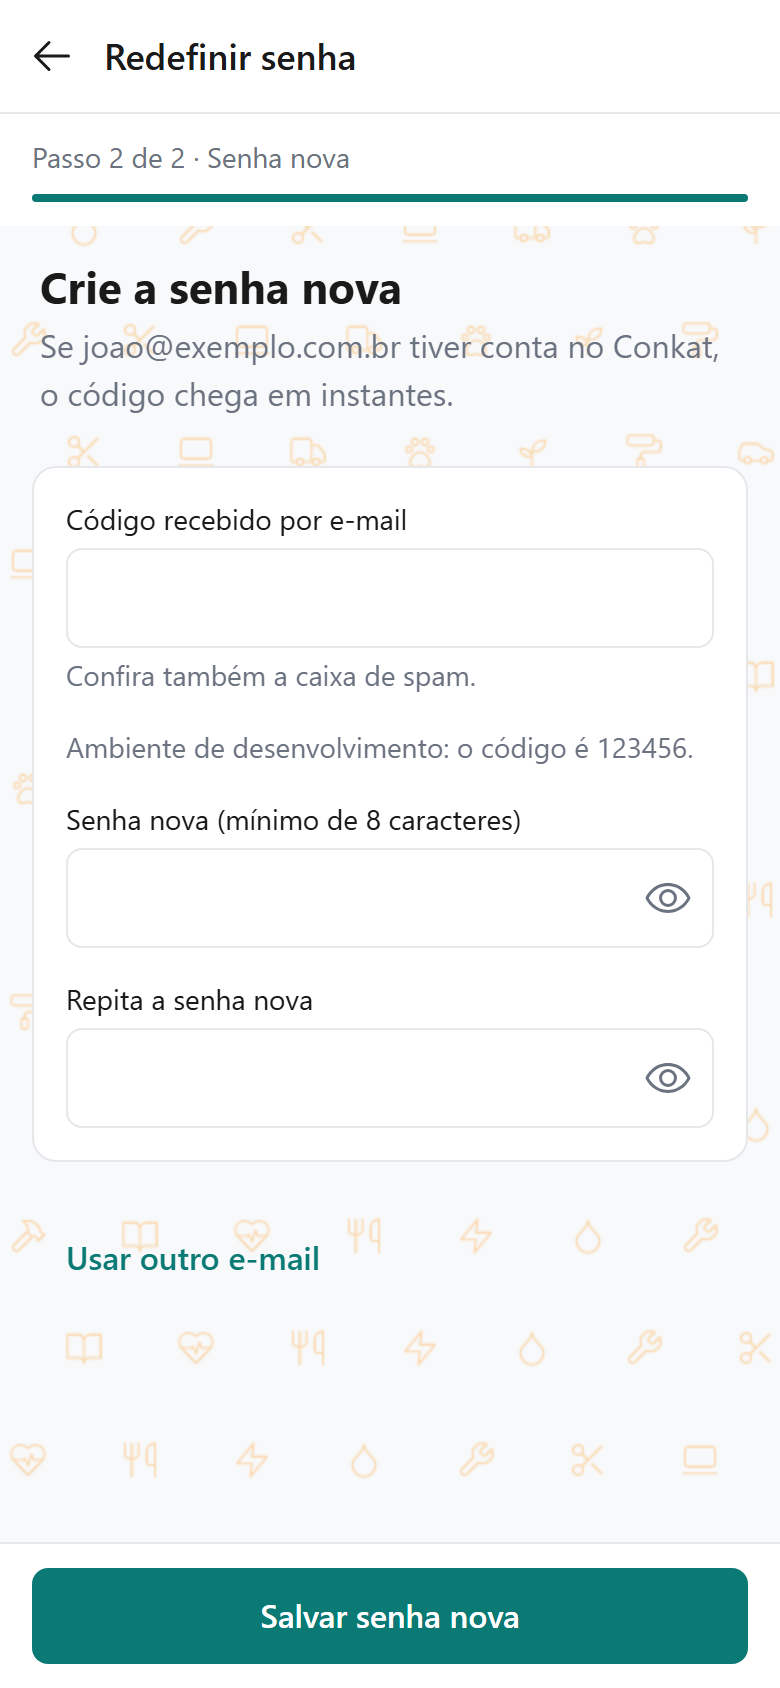 Redefinir senha
Passo 2 de 2 · Senha nova
Crie a senha nova
Se joao@exemplo.com.br tiver conta no Conkat,
o código chega em instantes.
Código recebido por e-mail
Confira também a caixa de spam.
Ambiente de desenvolvimento: o código é 123456.
Senha nova (mínimo de 8 caracteres)
Repita a senha nova
Usar outro e-mail
Salvar senha nova